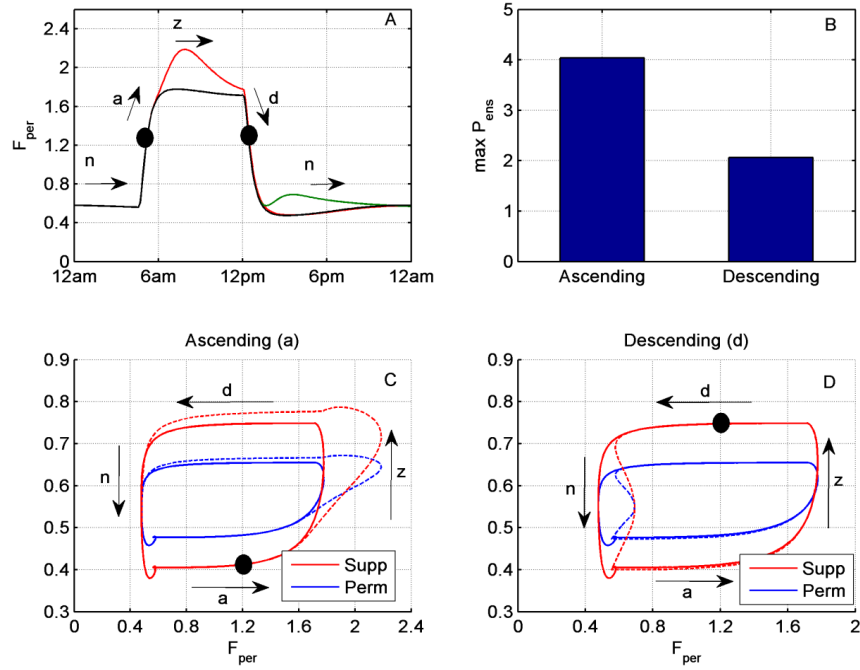 A
z
a
d
n
n
F_per
2.4
2
1.6
1.2
0.8
0.4
0
12am
6am
12pm
6pm
12am
B
max P_ens
5
4
3
2
1
0
Ascending
Descending
Ascending (a)
C
d
n
z
a
0.9
0.8
0.7
0.6
0.5
0.4
0.3
0
0.4
0.8
1.2
1.6
2
2.4
F_per
Supp
Perm
Descending (d)
D
d
n
z
a
0.9
0.8
0.7
0.6
0.5
0.4
0.3
0
0.4
0.8
1.2
1.6
2
F_per
Supp
Perm